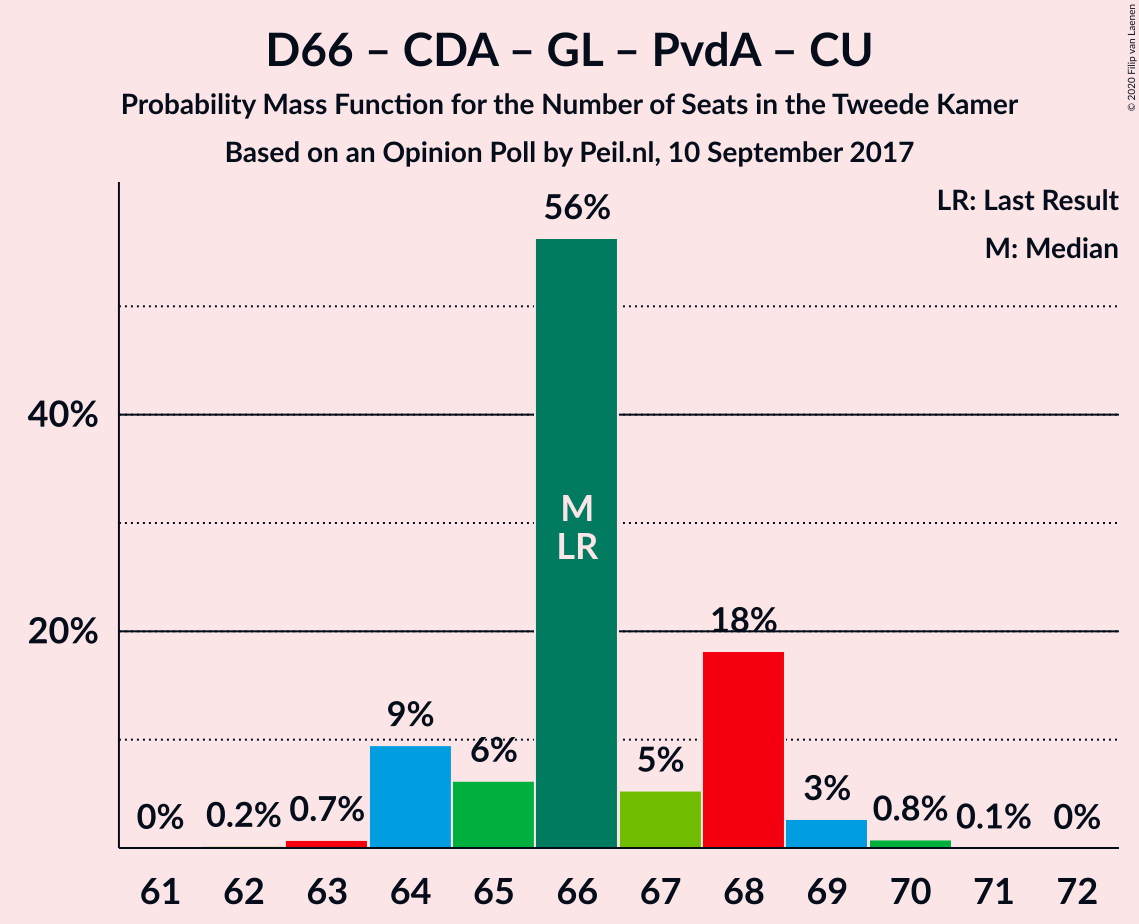 D66 – CDA – GL – PvdA – CU
Probability Mass Function for the Number of Seats in the Tweede Kamer
Based on an Opinion Poll by Peil.nl, 10 September 2017
© 2020 Filip van Laenen
LR: Last Result
M: Median
40%
20%
0%
0.2%
0.7%
9%
6%
56%
M
LR
5%
18%
3%
0.8%
0.1%
0%
61 62 63 64 65 66 67 68 69 70 71 72